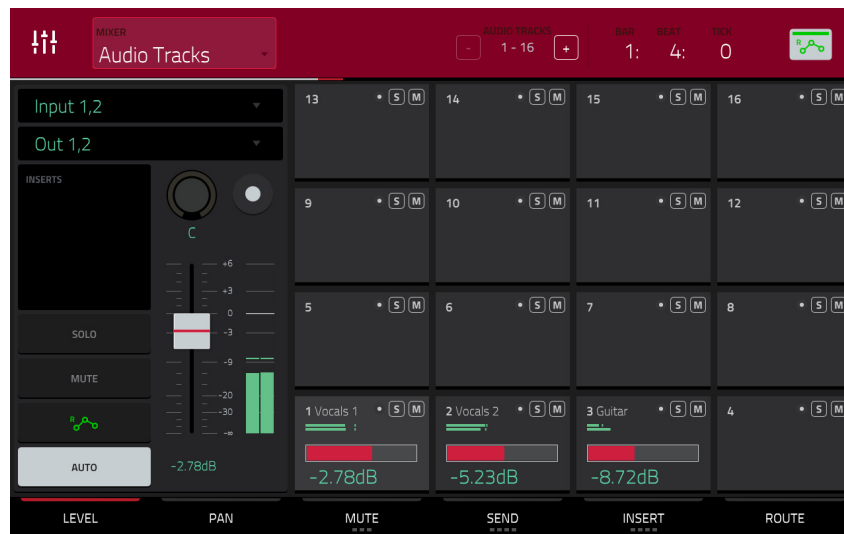 MIXER
Audio Tracks
AUDIO TRACKS
- 1 - 16 +
BAR BEAT TICK
1: 4: 0
R
Input 1,2
Out 1,2
INSERTS
C
+6
+3
0
-3
-9
-20
-30
-∞
SOLO
MUTE
R
AUTO
-2.78dB
13 S M
14 S M
15 S M
16 S M
9 S M
10 S M
11 S M
12 S M
5 S M
6 S M
7 S M
8 S M
1 Vocals 1 S M
2 Vocals 2 S M
3 Guitar S M
4 S M
-2.78dB
-5.23dB
-8.72dB
LEVEL PAN MUTE SEND INSERT ROUTE